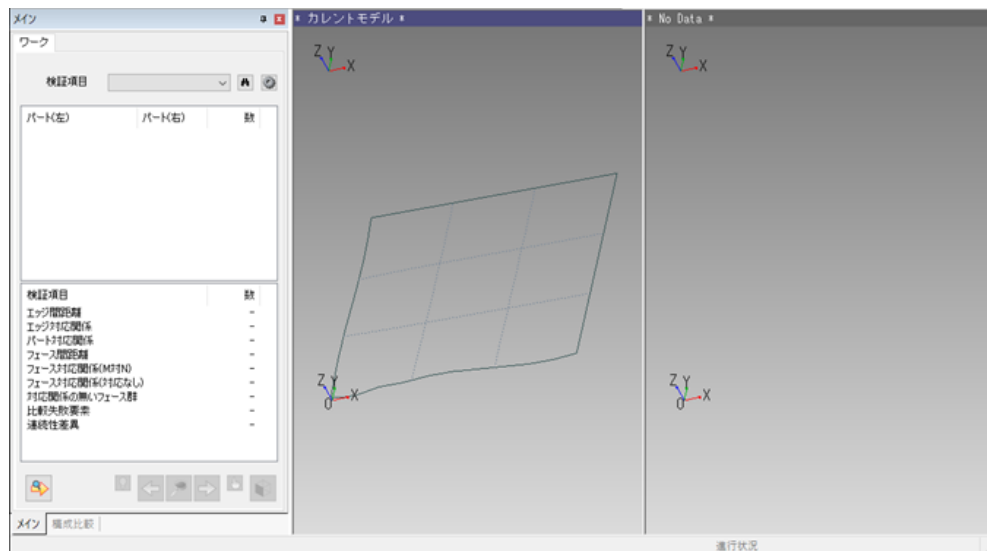 メイン
ワーク
検証項目
パート(左) パート(右) 数
検証項目 数
エッジ間距離 -
エッジ対応関係 -
パート対応関係 -
フェース間距離 -
フェース対応関係(M対N) -
フェース対応関係(対応なし) -
対応関係の無いフェース群 -
比較失敗要素 -
連続性差異 -
メイン 構成比較
* カレントモデル *
Z Y
X
Z Y
X
O
* No Data *
Z Y
X
Z Y
X
O
進行状況